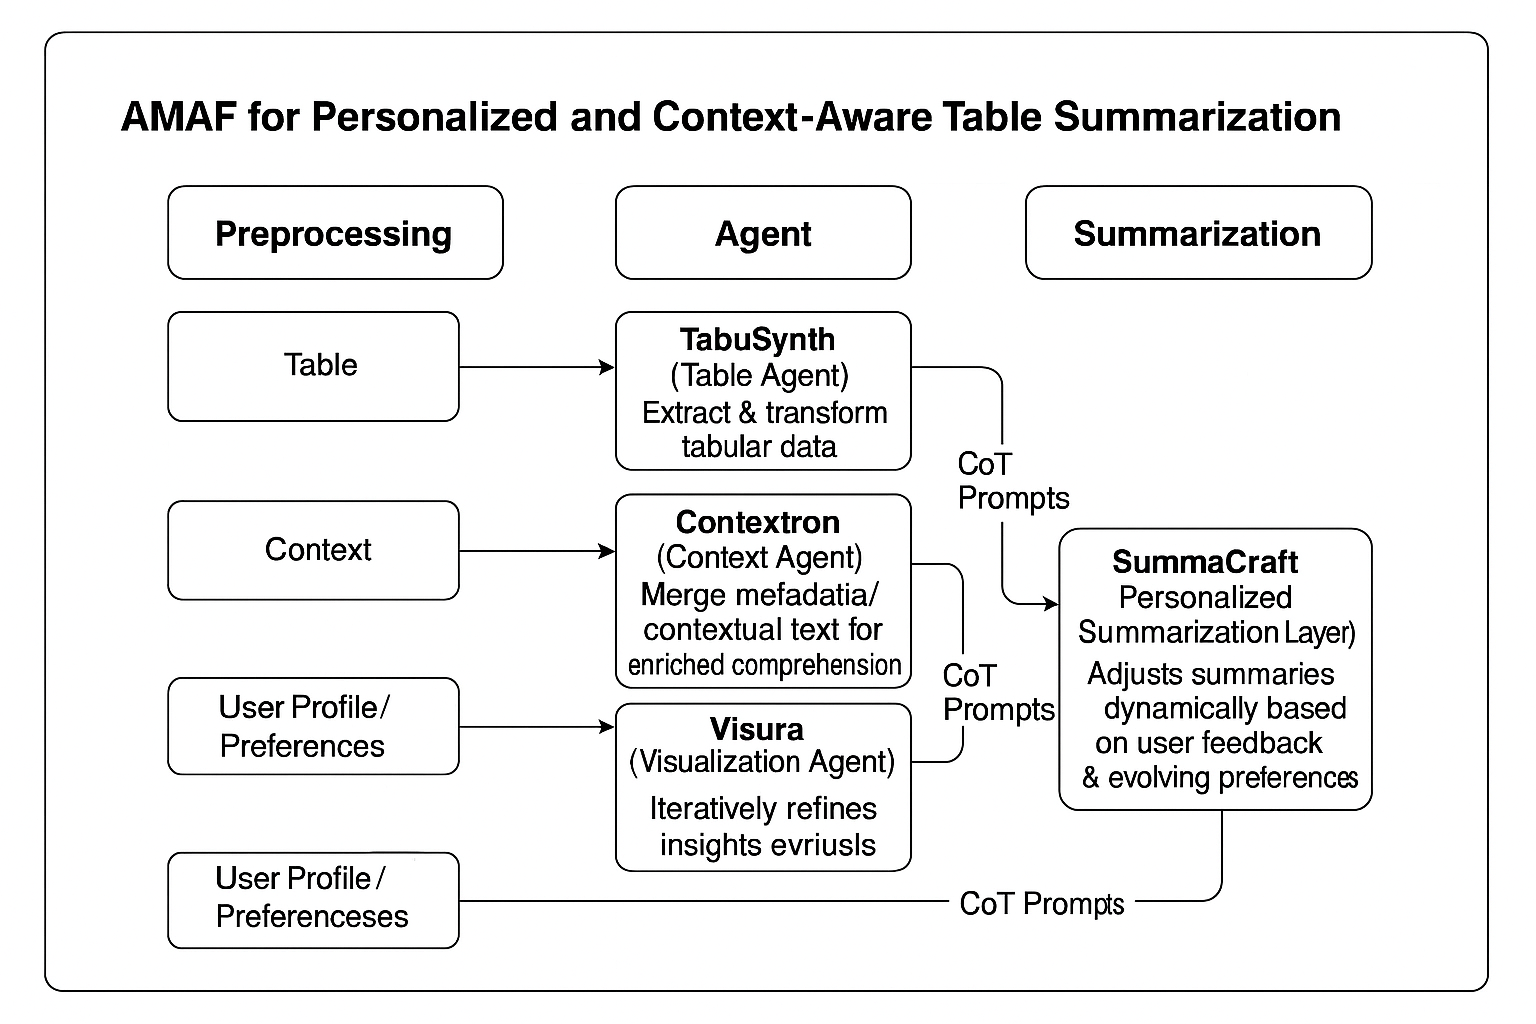 AMAF for Personalized and Context-Aware Table Summarization
Preprocessing
Agent
Summarization
Table
TabuSynth
(Table Agent)
Extract & transform
tabular data
CoT
Prompts
Context
Contextron
(Context Agent)
Merge mefadatia/
contextual text for
enriched comprehension
CoT
Prompts
SummaCraft
Personalized
Summarization Layer)
Adjusts summaries
dynamically based
on user feedback
& evolving preferences
User Profile/
Preferences
Visura
(Visualization Agent)
Iteratively refines
insights evriusls
User Profile/
Preferenceses
CoT Prompts